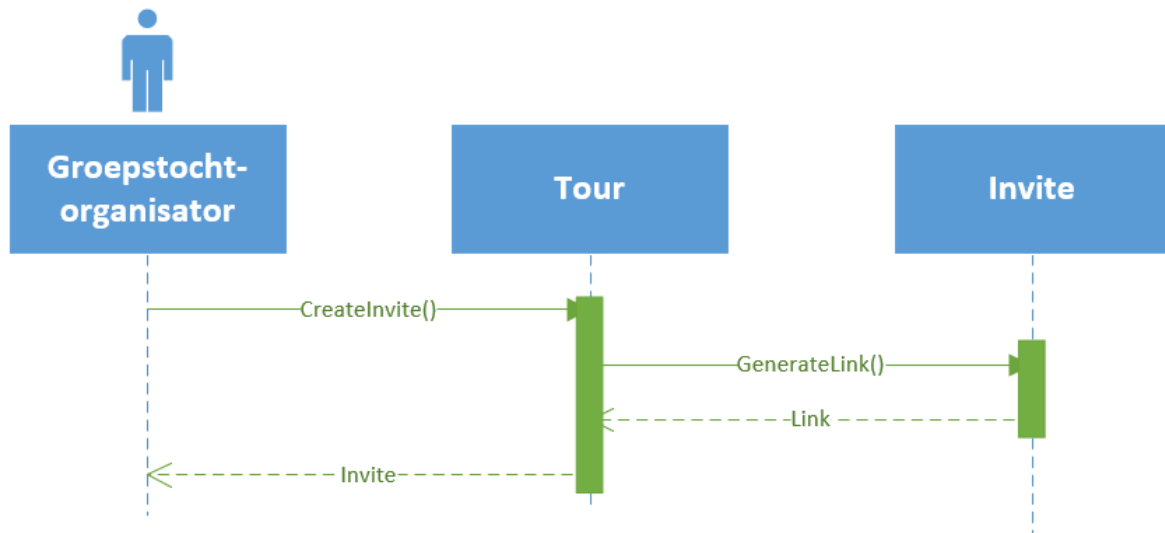 Groepstocht-
organisator
Tour
Invite
CreateInvite()
GenerateLink()
Link
Invite